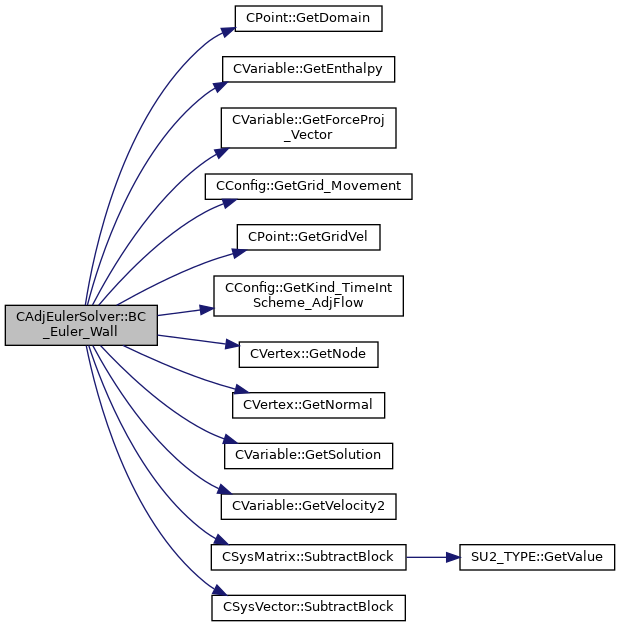 CPoint::GetDomain
CVariable::GetEnthalpy
CVariable::GetForceProj
_Vector
CConfig::GetGrid_Movement
CPoint::GetGridVel
CConfig::GetKind_TimeInt
Scheme_AdjFlow
CAdjEulerSolver::BC
_Euler_Wall
CVertex::GetNode
CVertex::GetNormal
CVariable::GetSolution
CVariable::GetVelocity2
CSysMatrix::SubtractBlock
SU2_TYPE::GetValue
CSysVector::SubtractBlock